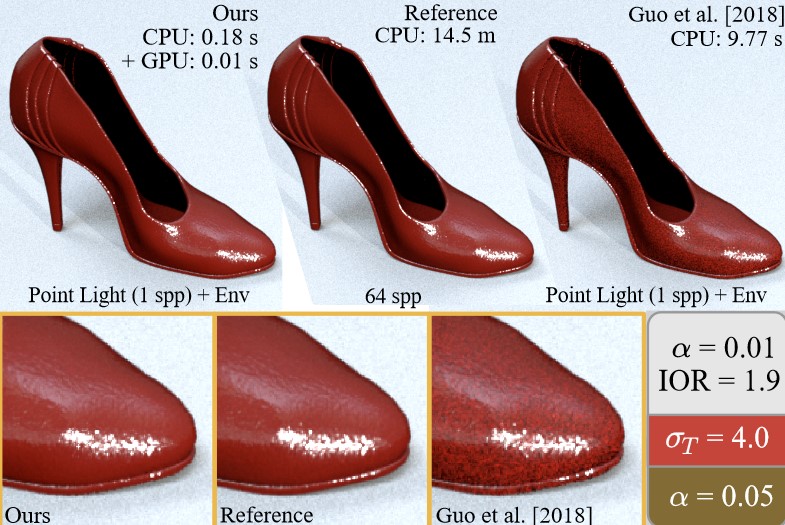 Ours
CPU: 0.18 s
+ GPU: 0.01 s
Reference
CPU: 14.5 m
Guo et al. [2018]
CPU: 9.77 s
Point Light (1 spp) + Env
64 spp
Point Light (1 spp) + Env
Ours
Reference
Guo et al. [2018]
α = 0.01
IOR = 1.9
σ_T = 4.0
α = 0.05